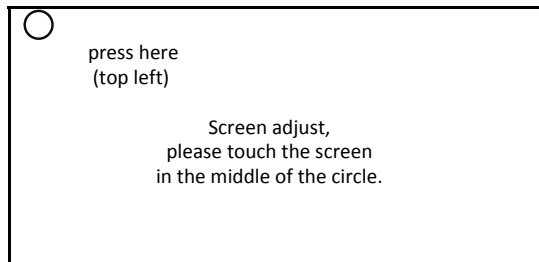 press here
(top left)
Screen adjust,
please touch the screen
in the middle of the circle.